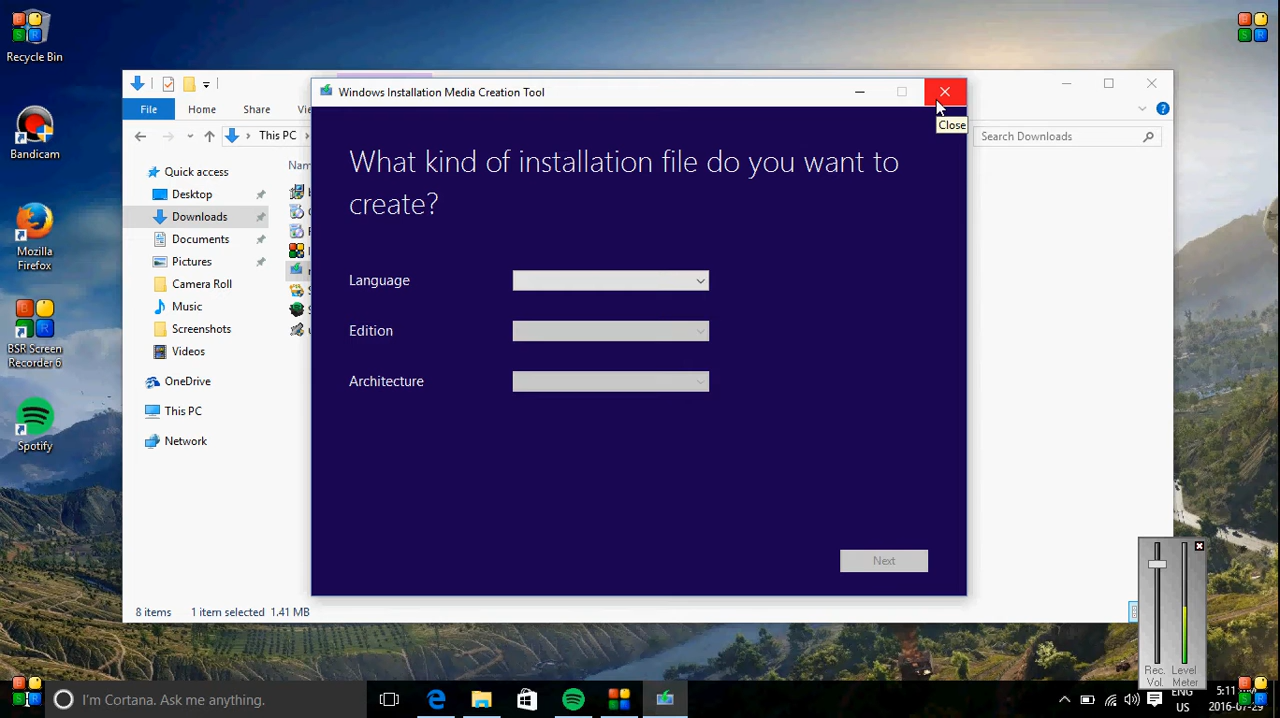 Recycle Bin
Bandicam
Mozilla
Firefox
BSR Screen
Recorder 6
Spotify
File
Home
Share
This PC
Search Downloads
Quick access
Desktop
Downloads
Documents
Pictures
Camera Roll
Music
Screenshots
Videos
OneDrive
This PC
Network
8 items
1 item selected 1.41 MB
Windows Installation Media Creation Tool
Close
What kind of installation file do you want to
create?
Language
Edition
Architecture
Next
Rec. Level
Vol. Meter
I'm Cortana. Ask me anything.
ENG
US
5:11
2016-07-29